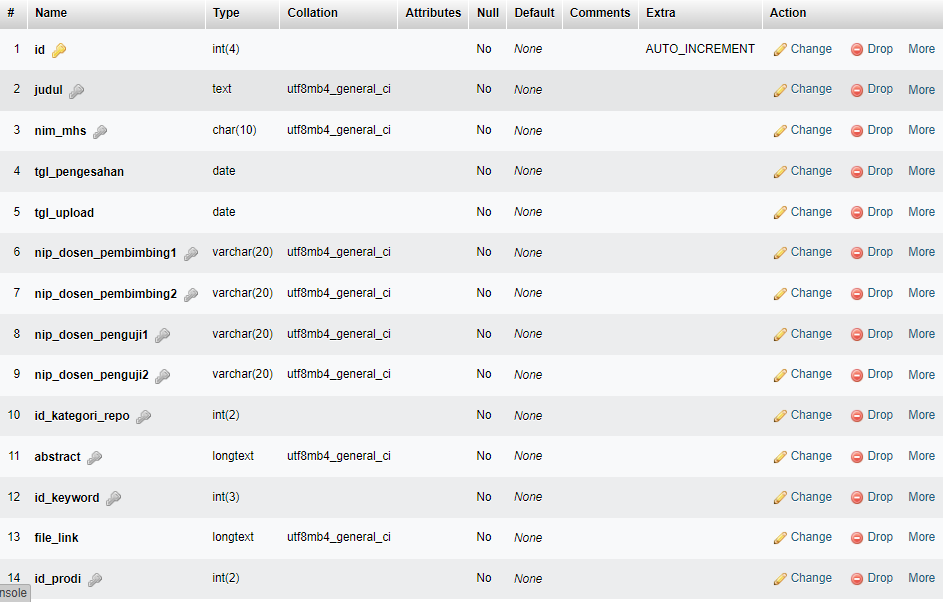 # Name Type Collation Attributes Null Default Comments Extra Action
1 id int(4) No None AUTO_INCREMENT Change Drop More
2 judul text utf8mb4_general_ci No None Change Drop More
3 nim_mhs char(10) utf8mb4_general_ci No None Change Drop More
4 tgl_pengesahan date No None Change Drop More
5 tgl_upload date No None Change Drop More
6 nip_dosen_pembimbing1 varchar(20) utf8mb4_general_ci No None Change Drop More
7 nip_dosen_pembimbing2 varchar(20) utf8mb4_general_ci No None Change Drop More
8 nip_dosen_penguji1 varchar(20) utf8mb4_general_ci No None Change Drop More
9 nip_dosen_penguji2 varchar(20) utf8mb4_general_ci No None Change Drop More
10 id_kategori_repo int(2) No None Change Drop More
11 abstract longtext utf8mb4_general_ci No None Change Drop More
12 id_keyword int(3) No None Change Drop More
13 file_link longtext utf8mb4_general_ci No None Change Drop More
14 id_prodi int(2) No None Change Drop More
nsole